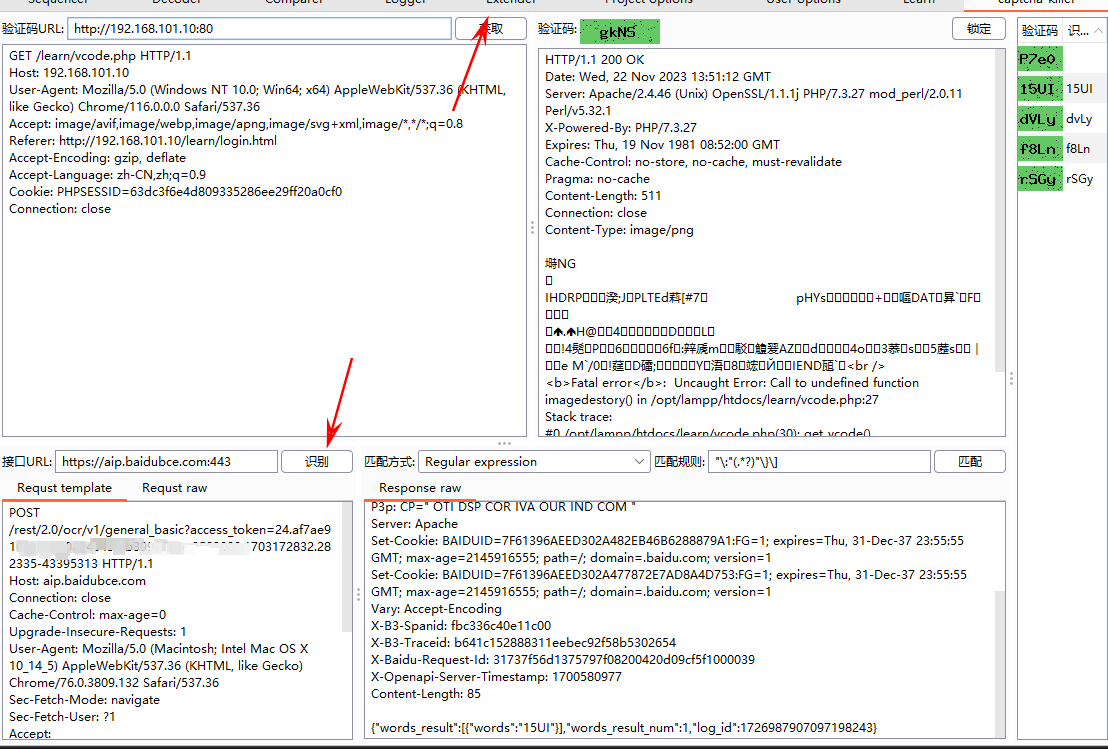 Sequencer Decoder Comparer Logger Extender Project options User options Learn captcha-killer
验证码URL: http://192.168.101.10:80
GET /learn/vcode.php HTTP/1.1
Host: 192.168.101.10
User-Agent: Mozilla/5.0 (Windows NT 10.0; Win64; x64) AppleWebKit/537.36 (KHTML,
like Gecko) Chrome/116.0.0.0 Safari/537.36
Accept: image/avif,image/webp,image/apng,image/svg+xml,image/*,*/*;q=0.8
Referer: http://192.168.101.10/learn/login.html
Accept-Encoding: gzip, deflate
Accept-Language: zh-CN,zh;q=0.9
Cookie: PHPSESSID=63dc3f6e4d809335286ee29ff20a0cf0
Connection: close
验证码: gkNS 锁定
HTTP/1.1 200 OK
Date: Wed, 22 Nov 2023 13:51:12 GMT
Server: Apache/2.4.46 (Unix) OpenSSL/1.1.1j PHP/7.3.27 mod_perl/2.0.11
Perl/v5.32.1
X-Powered-By: PHP/7.3.27
Expires: Thu, 19 Nov 1981 08:52:00 GMT
Cache-Control: no-store, no-cache, must-revalidate
Pragma: no-cache
Content-Length: 511
Connection: close
Content-Type: image/png
塒NG
<br />
<b>Fatal error</b>:  Uncaught Error: Call to undefined function
imagedestory() in /opt/lampp/htdocs/learn/vcode.php:27
Stack trace:
#0 /opt/lampp/htdocs/learn/vcode.php(30): get_vcode()
验证码 识...
P7eO
15UI 15UI
dVLy dvLy
f8Ln f8Ln
rSGy rSGy
接口URL: https://aip.baidubce.com:443 识别
Requst template Requst raw
POST
/rest/2.0/ocr/v1/general_basic?access_token=24.af7ae9
1703172832.28
2335-43395313 HTTP/1.1
Host: aip.baidubce.com
Connection: close
Cache-Control: max-age=0
Upgrade-Insecure-Requests: 1
User-Agent: Mozilla/5.0 (Macintosh; Intel Mac OS X
10_14_5) AppleWebKit/537.36 (KHTML, like Gecko)
Chrome/76.0.3809.132 Safari/537.36
Sec-Fetch-Mode: navigate
Sec-Fetch-User: ?1
Accept:
匹配方式: Regular expression 匹配规则: "\:"(.*?)"\}\] 匹配
Response raw
P3p: CP=" OTI DSP COR IVA OUR IND COM "
Server: Apache
Set-Cookie: BAIDUID=7F61396AEED302A482EB46B6288879A1:FG=1; expires=Thu, 31-Dec-37 23:55:55
GMT; max-age=2145916555; path=/; domain=.baidu.com; version=1
Set-Cookie: BAIDUID=7F61396AEED302A477872E7AD8A4D753:FG=1; expires=Thu, 31-Dec-37 23:55:55
GMT; max-age=2145916555; path=/; domain=.baidu.com; version=1
Vary: Accept-Encoding
X-B3-Spanid: fbc336c40e11c00
X-B3-Traceid: b641c152888311eebec92f58b5302654
X-Baidu-Request-Id: 31737f56d1375797f08200420d09cf5f1000039
X-Openapi-Server-Timestamp: 1700580977
Content-Length: 85
{"words_result":[{"words":"15UI"}],"words_result_num":1,"log_id":1726987907097198243}